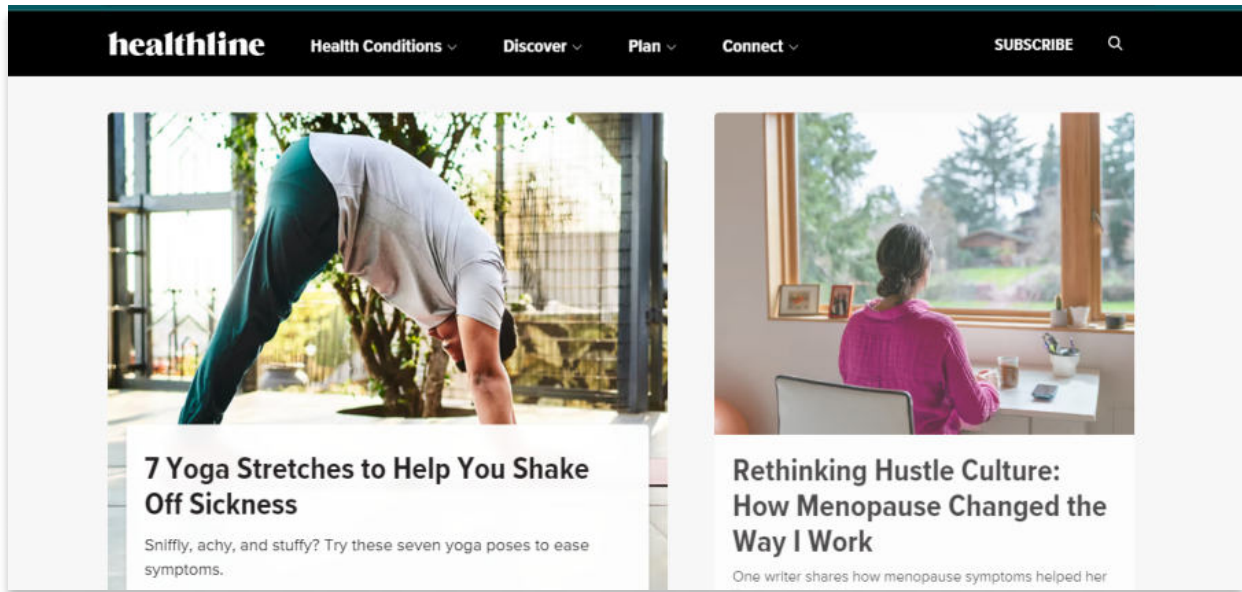 healthline Health Conditions Discover Plan Connect SUBSCRIBE
7 Yoga Stretches to Help You Shake
Off Sickness
Sniffly, achy, and stuffy? Try these seven yoga poses to ease
symptoms.
Rethinking Hustle Culture:
How Menopause Changed the
Way I Work
One writer shares how menopause symptoms helped her